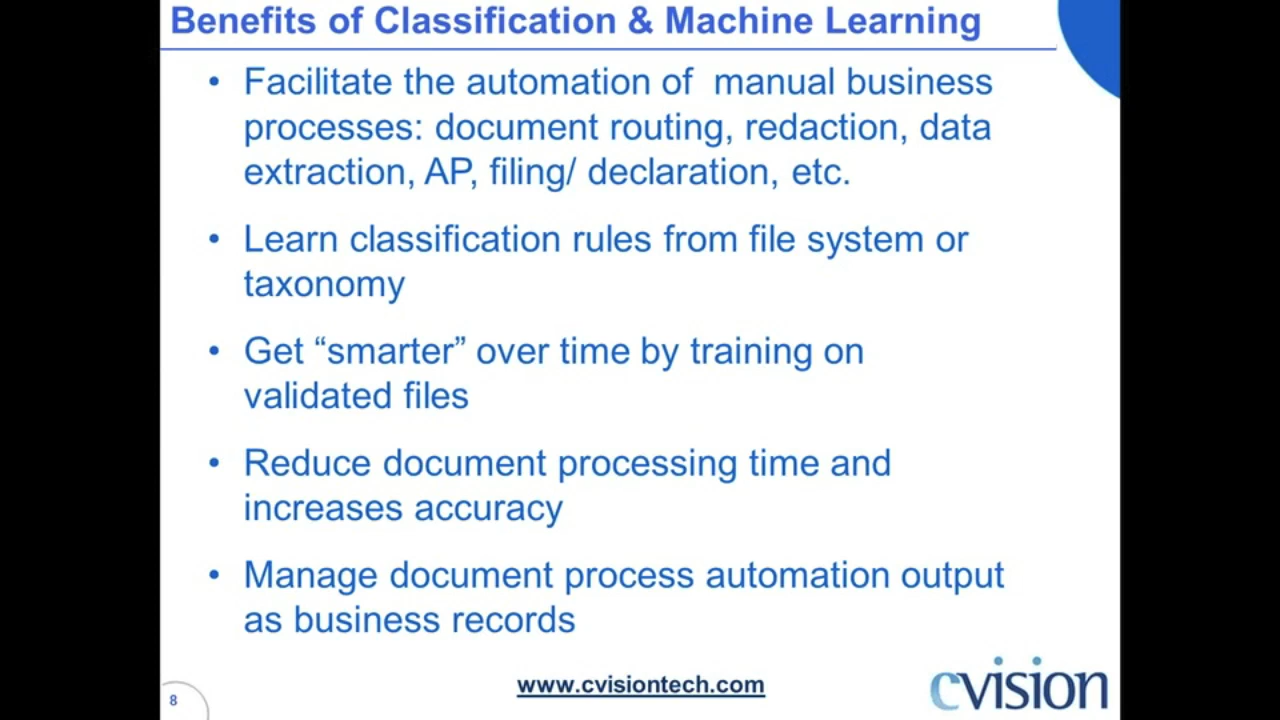 Benefits of Classification & Machine Learning
• Facilitate the automation of  manual business
processes: document routing, redaction, data
extraction, AP, filing/ declaration, etc.
• Learn classification rules from file system or
taxonomy
• Get “smarter” over time by training on
validated files
• Reduce document processing time and
increases accuracy
• Manage document process automation output
as business records
8
www.cvisiontech.com
cvision